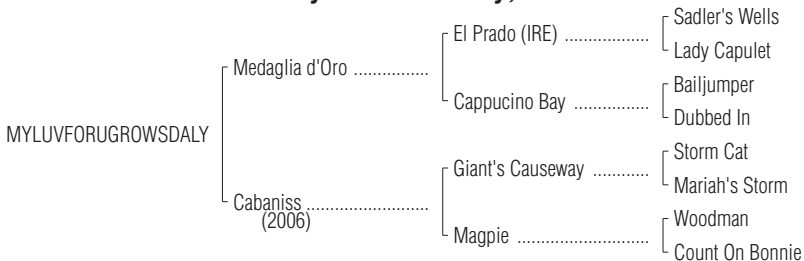 Sadler's Wells
El Prado (IRE) ..................
Lady Capulet
Medaglia d'Oro ................
Bailjumper
Cappucino Bay ................
Dubbed In
MYLUVFORUGROWSDALY
Storm Cat
Giant's Causeway ............
Mariah's Storm
Cabaniss ..........................
(2006)
Woodman
Magpie ............................
Count On Bonnie